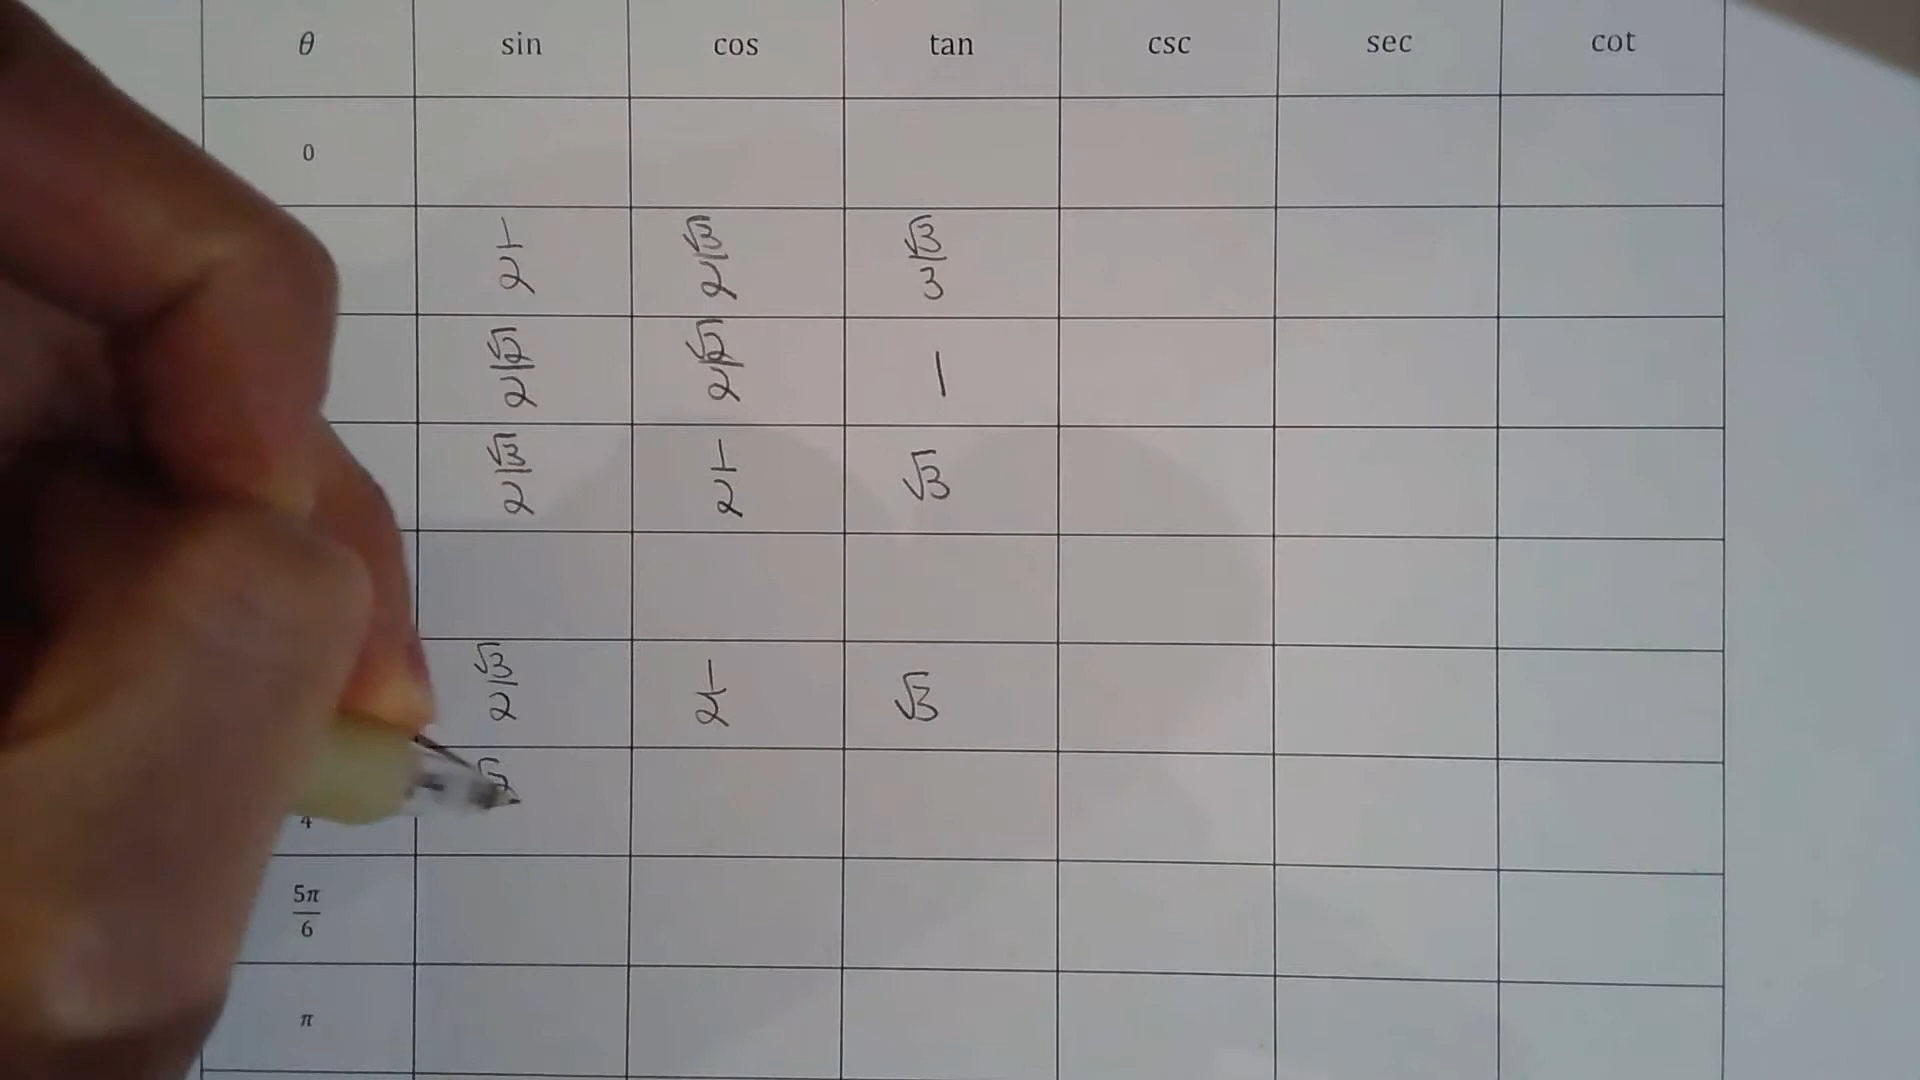 θ sin cos tan csc sec cot
0
1/2 √3/2 √3/3
√2/2 √2/2 1
√3/2 1/2 √3
√3/2 1/2 √3
4
5π/6
π